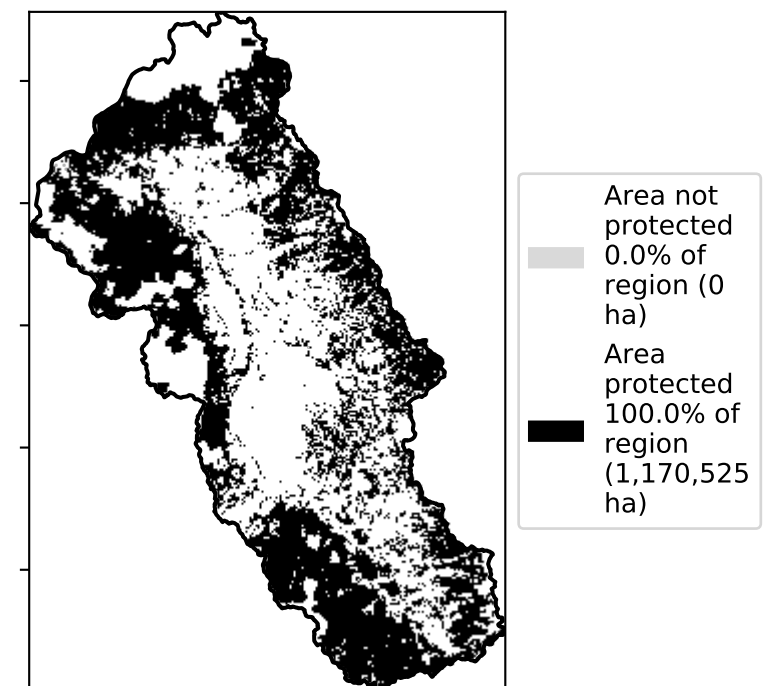 Area not
protected
0.0% of
region (0
ha)
Area
protected
100.0% of
region
(1,170,525
ha)